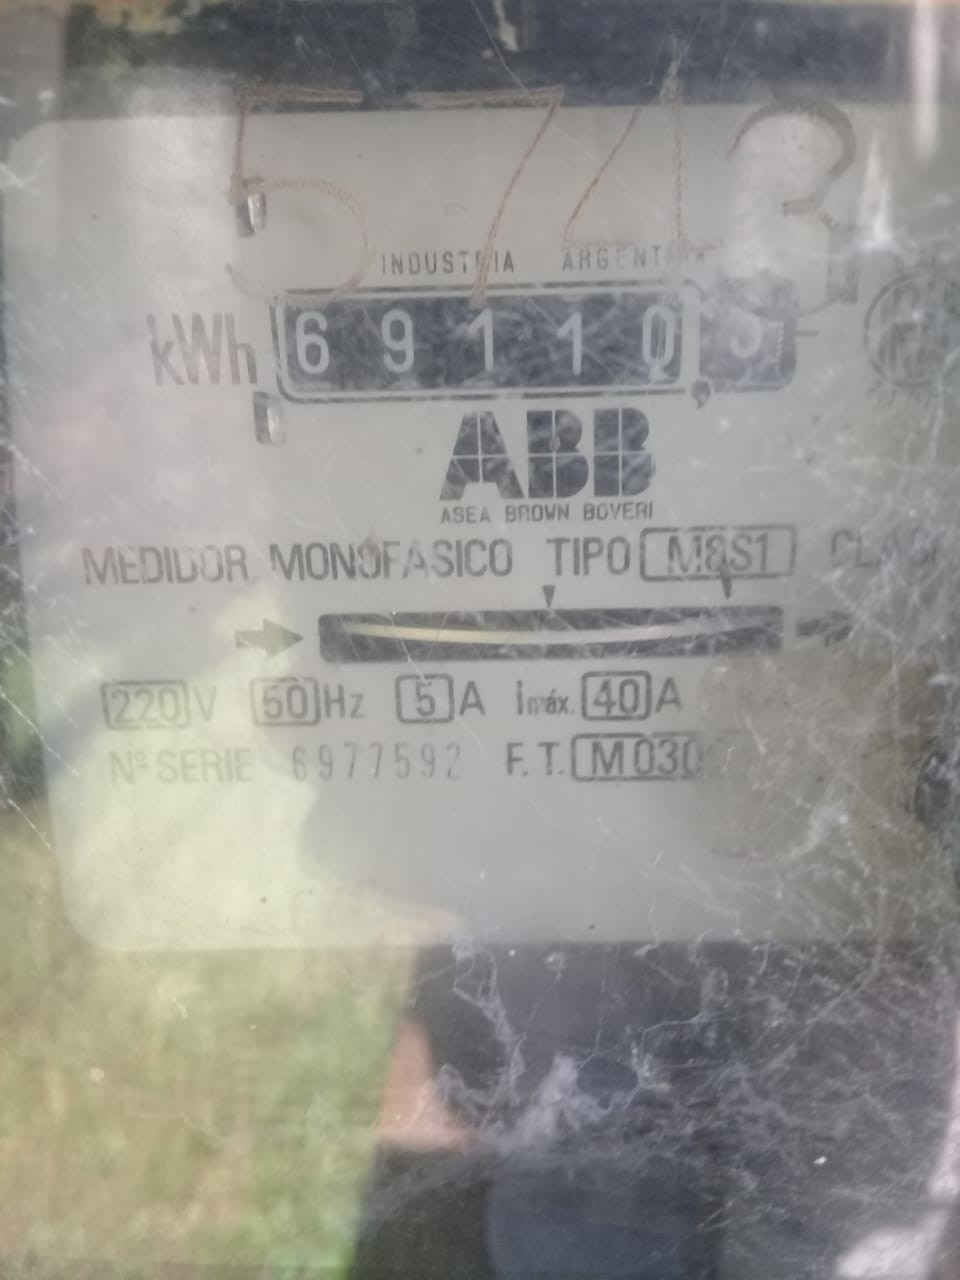 5743
INDUSTRIA ARGENTINA
kWh 69110,
ABB
ASEA BROWN BOVERI
MEDIDOR MONOFASICO TIPO M8S1
220 V 50 Hz 5 A Imáx. 40 A
Nº SERIE 6977592 F.T. M030